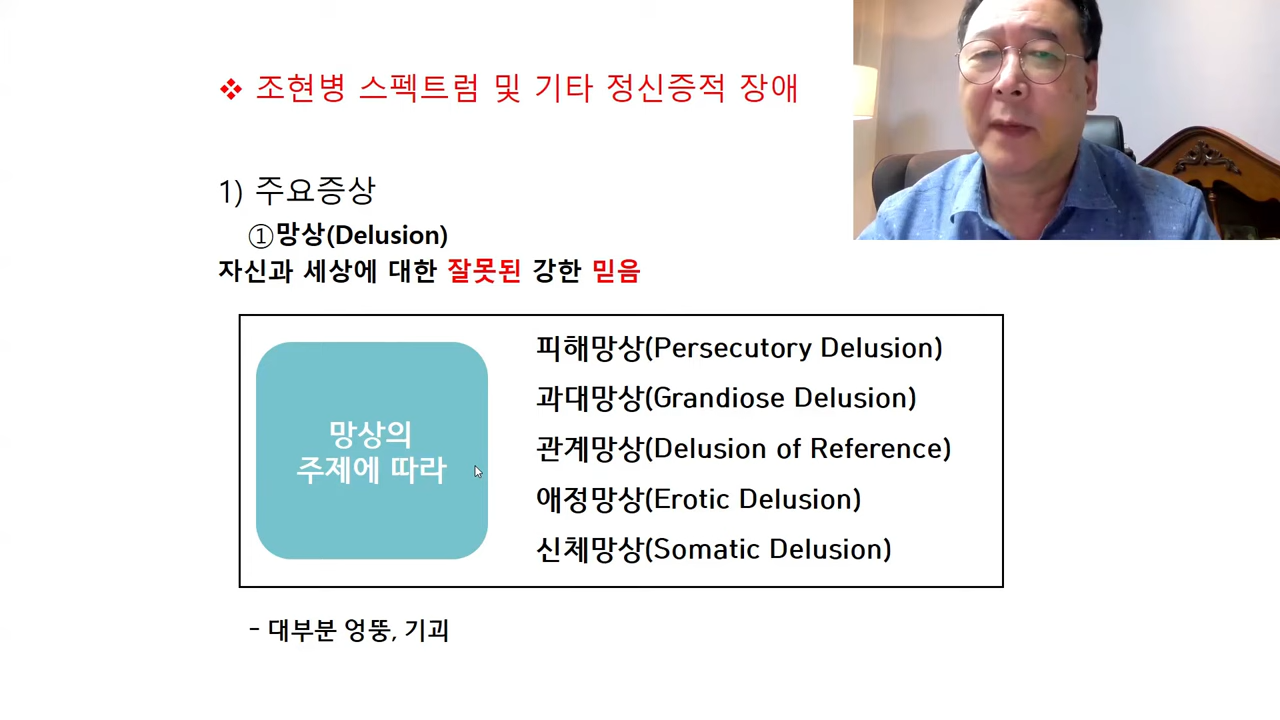 ❖ 조현병 스펙트럼 및 기타 정신증적 장애
1) 주요증상
①망상(Delusion)
자신과 세상에 대한 잘못된 강한 믿음
망상의
주제에 따라
피해망상(Persecutory Delusion)
과대망상(Grandiose Delusion)
관계망상(Delusion of Reference)
애정망상(Erotic Delusion)
신체망상(Somatic Delusion)
- 대부분 엉뚱, 기괴